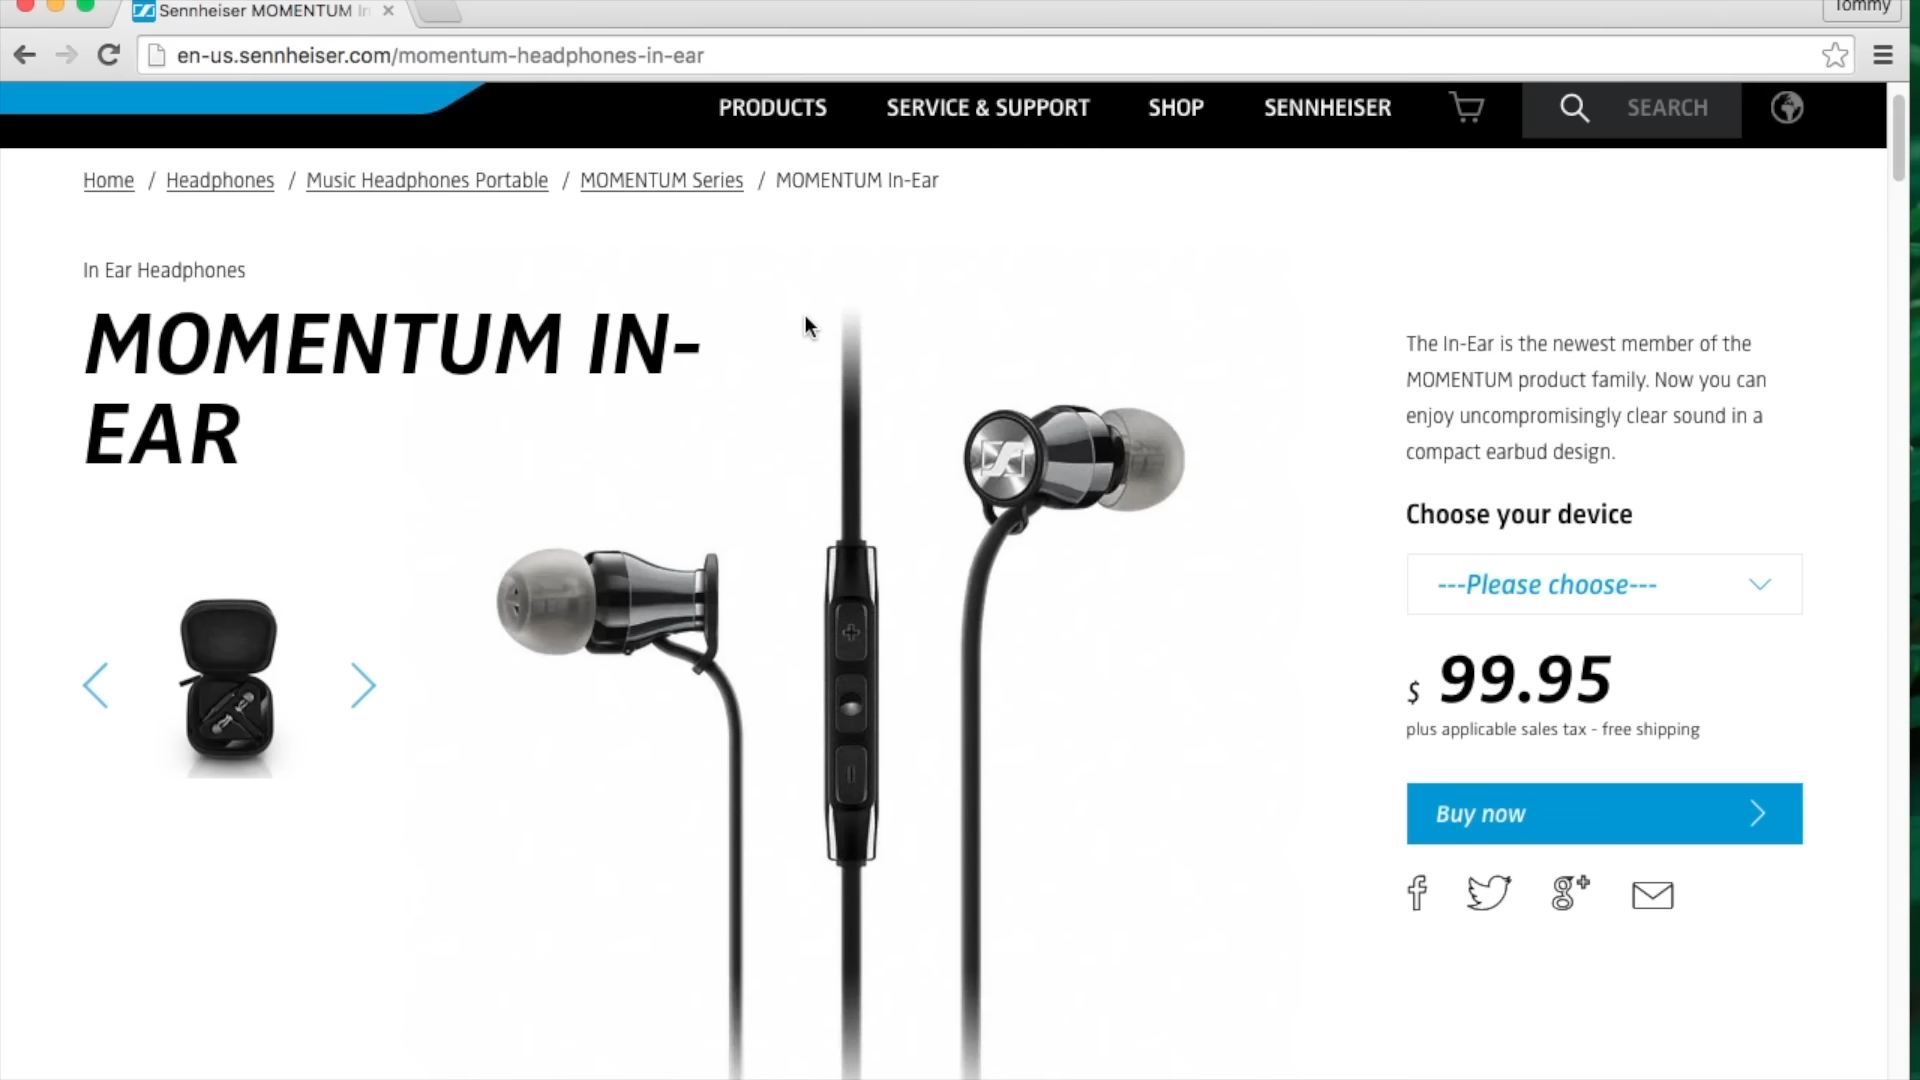 Sennheiser MOMENTUM In
Tommy
en-us.sennheiser.com/momentum-headphones-in-ear
PRODUCTS SERVICE & SUPPORT SHOP SENNHEISER SEARCH
Home / Headphones / Music Headphones Portable / MOMENTUM Series / MOMENTUM In-Ear
In Ear Headphones
MOMENTUM IN-
EAR
The In-Ear is the newest member of the
MOMENTUM product family. Now you can
enjoy uncompromisingly clear sound in a
compact earbud design.
Choose your device
---Please choose---
$ 99.95
plus applicable sales tax - free shipping
Buy now